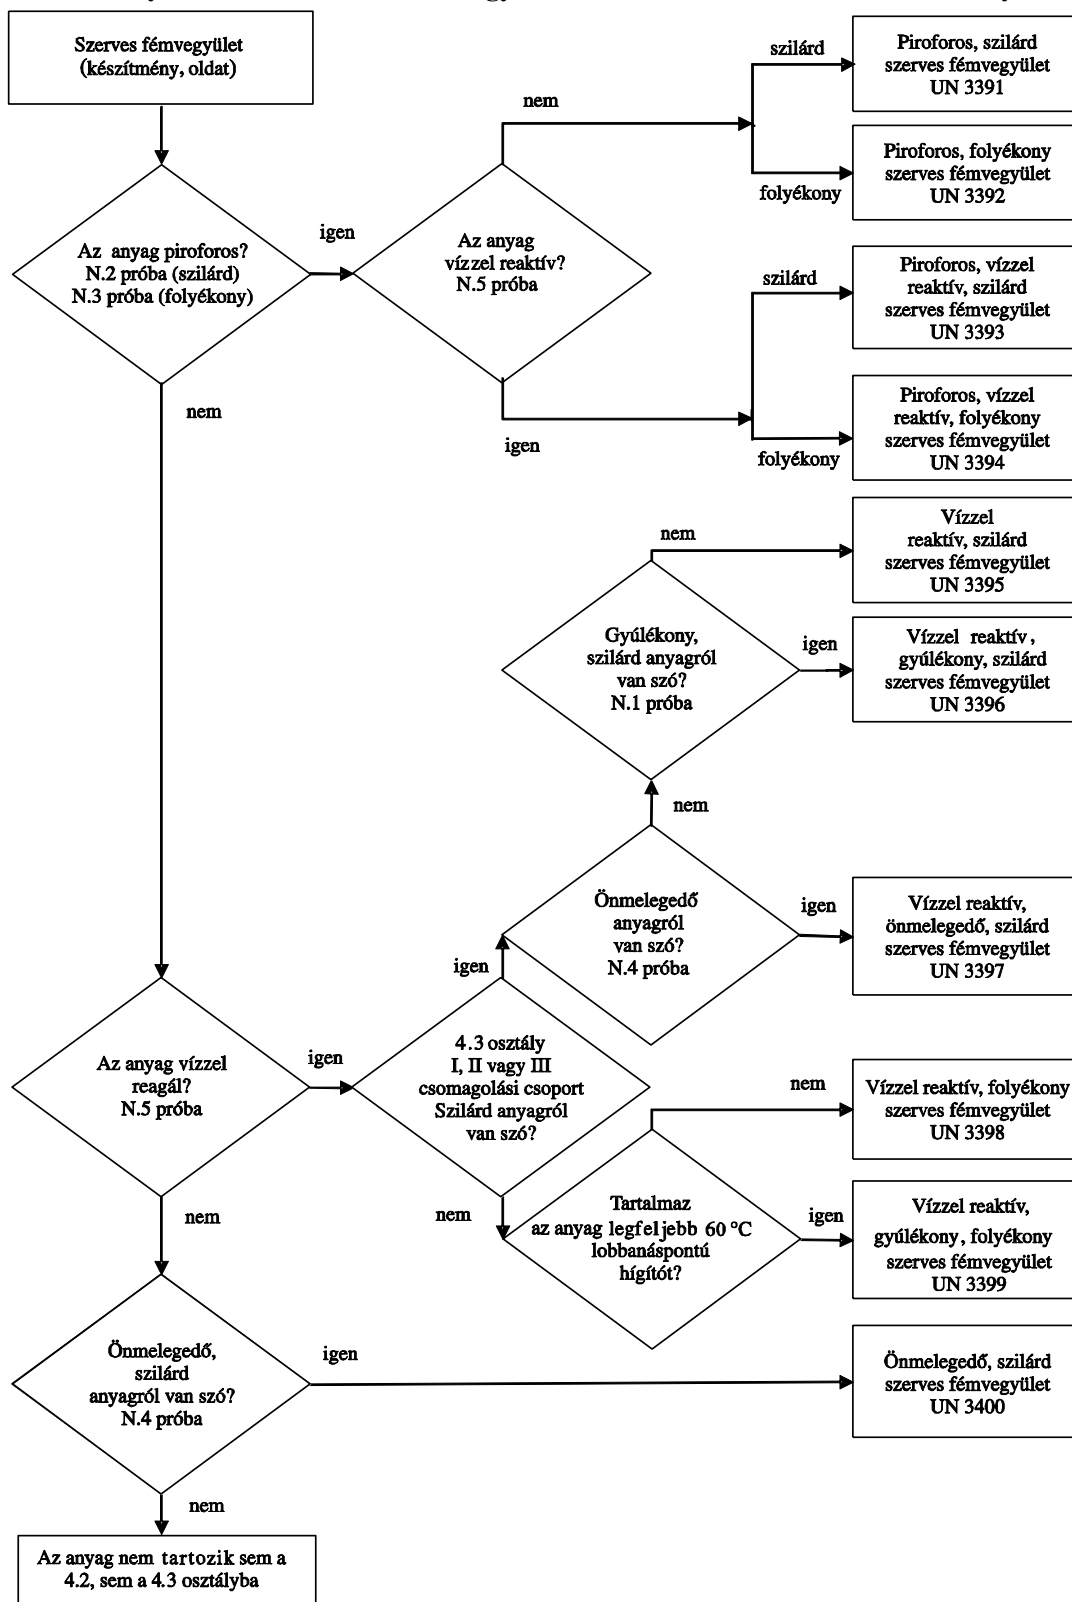 Szerves fémvegyület
(készítmény, oldat)
szilárd
Piroforos, szilárd
szerves fémvegyület
UN 3391
nem
Piroforos, folyékony
szerves fémvegyület
UN 3392
folyékony
Az anyag piroforos?
N.2 próba (szilárd)
N.3 próba (folyékony)
igen
Az anyag
vízzel reaktív?
N.5 próba
szilárd
Piroforos, vízzel
reaktív, szilárd
szerves fémvegyület
UN 3393
nem
igen
Piroforos, vízzel
reaktív, folyékony
szerves fémvegyület
UN 3394
folyékony
nem
Vízzel
reaktív, szilárd
szerves fémvegyület
UN 3395
Gyúlékony,
szilárd anyagról
van szó?
N.1 próba
igen
Vízzel reaktív,
gyúlékony, szilárd
szerves fémvegyület
UN 3396
nem
Önmelegedő
anyagról
van szó?
N.4 próba
igen
Vízzel reaktív,
önmelegedő, szilárd
szerves fémvegyület
UN 3397
igen
Az anyag vízzel
reagál?
N.5 próba
igen
4.3 osztály
I, II vagy III
csomagolási csoport
Szilárd anyagról
van szó?
nem
Vízzel reaktív, folyékony
szerves fémvegyület
UN 3398
nem
nem
Tartalmaz
az anyag legfeljebb 60 °C
lobbanáspontú
hígítót?
igen
Vízzel reaktív,
gyúlékony, folyékony
szerves fémvegyület
UN 3399
Önmelegedő,
szilárd
anyagról van szó?
N.4 próba
igen
Önmelegedő, szilárd
szerves fémvegyület
UN 3400
nem
Az anyag nem tartozik sem a
4.2, sem a 4.3 osztályba